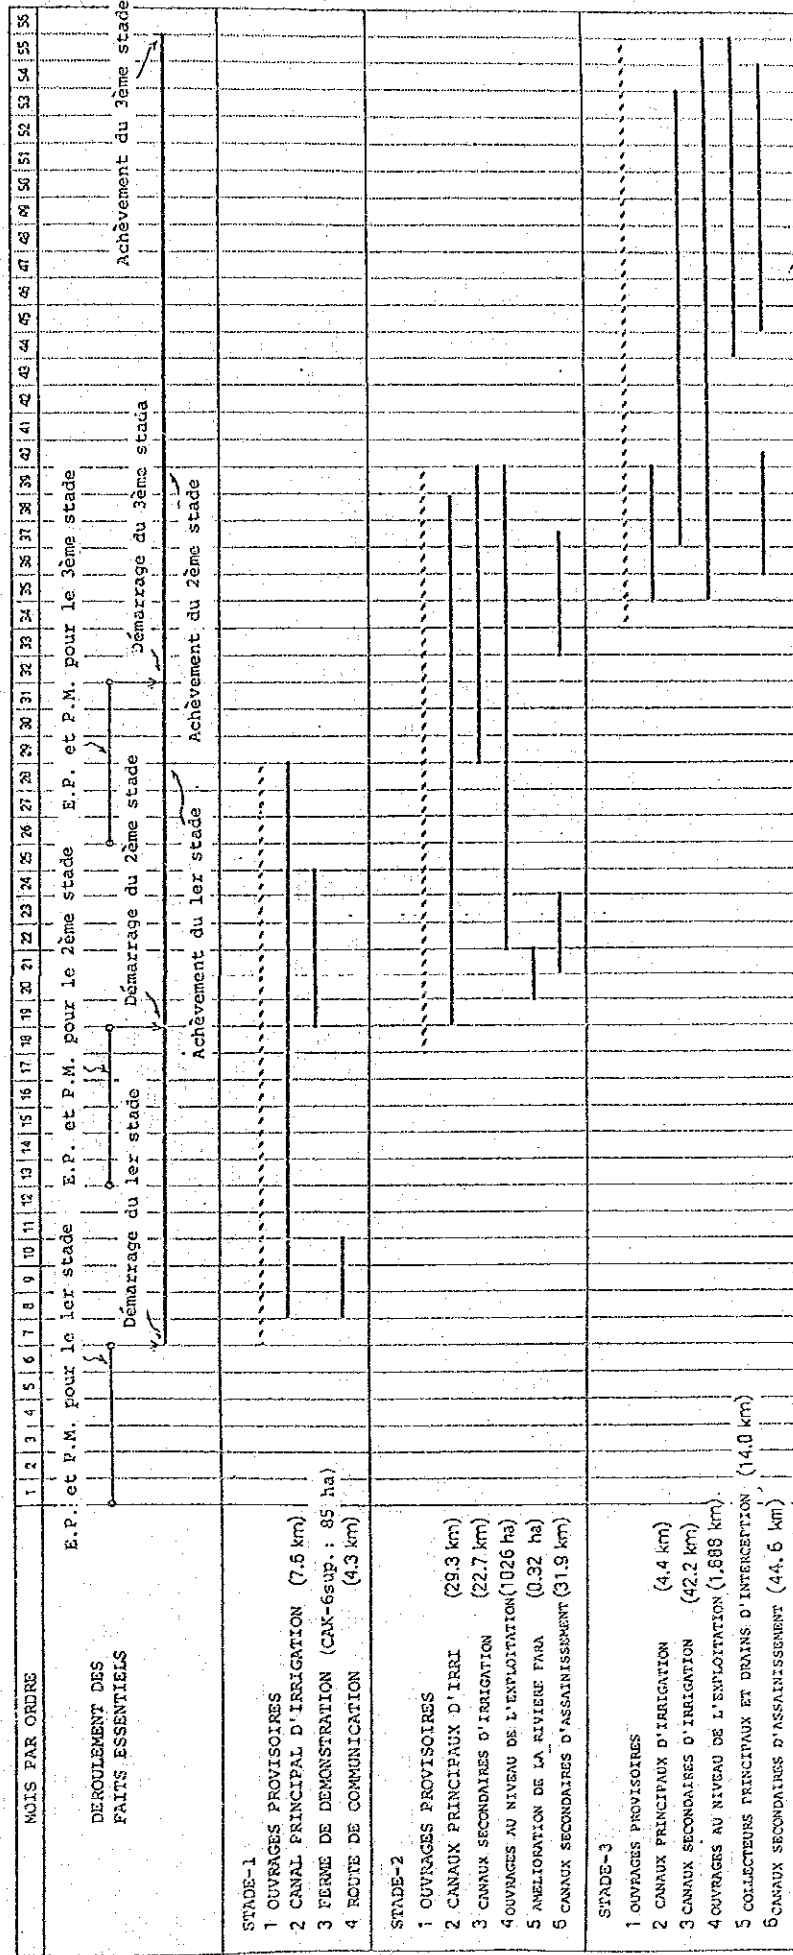 MOIS PAR ORDRE 1 2 3 4 5 6 7 8 9 10 11 12 13 14 15 16 17 18 19 20 21 22 23 24 25 26 27 28 29 30 31 32 33 34 35 36 37 38 39 40 41 42 43 44 45 46 47 48 49 50 51 52 53 54 55 56
DEROULEMENT DES
FAITS ESSENTIELS
E.P. et P.M. pour le 1er stade
E.P. et P.M. pour le 2ème stade
E.P. et P.M. pour le 3ème stade
Démarrage du 1er stade
Démarrage du 2ème stade
Démarrage du 3ème stada
Achèvement du 3ème stade
Achèvement du 1er stade
Achèvement du 2ème stade
STADE-1
1 OUVRAGES PROVISOIRES
2 CANAL PRINCIPAL D'IRRIGATION (7.6 km)
3 FERME DE DEMONSTRATION (CAK-6sup.: 85 ha)
4 ROUTE DE COMMUNICATION (4.3 km)
STADE-2
1 OUVRAGES PROVISOIRES
2 CANAUX PRINCIPAUX D'IRRI (29.3 km)
3 CANAUX SECONDAIRES D'IRRIGATION (22.7 km)
4 OUVRAGES AU NIVEAU DE L'EXPLOITATION (1026 ha)
5 AMELIORATION DE LA RIVIERE FARA (0.32 ha)
6 CANAUX SECONDAIRES D'ASSAINISSEMENT (31.9 km)
STADE-3
1 OUVRAGES PROVISOIRES
2 CANAUX PRINCIPAUX D'IRRIGATION (4.4 km)
3 CANAUX SECONDAIRES D'IRRIGATION (42.2 km)
4 OUVRAGES AU NIVEAU DE L'EXPLOITATION (1.688 km)
5 COLLECTEURS PRINCIPAUX ET DRAINS D'INTERCEPTION (14.0 km)
6 CANAUX SECONDAIRES D'ASSAINISSEMENT (44.6 km)